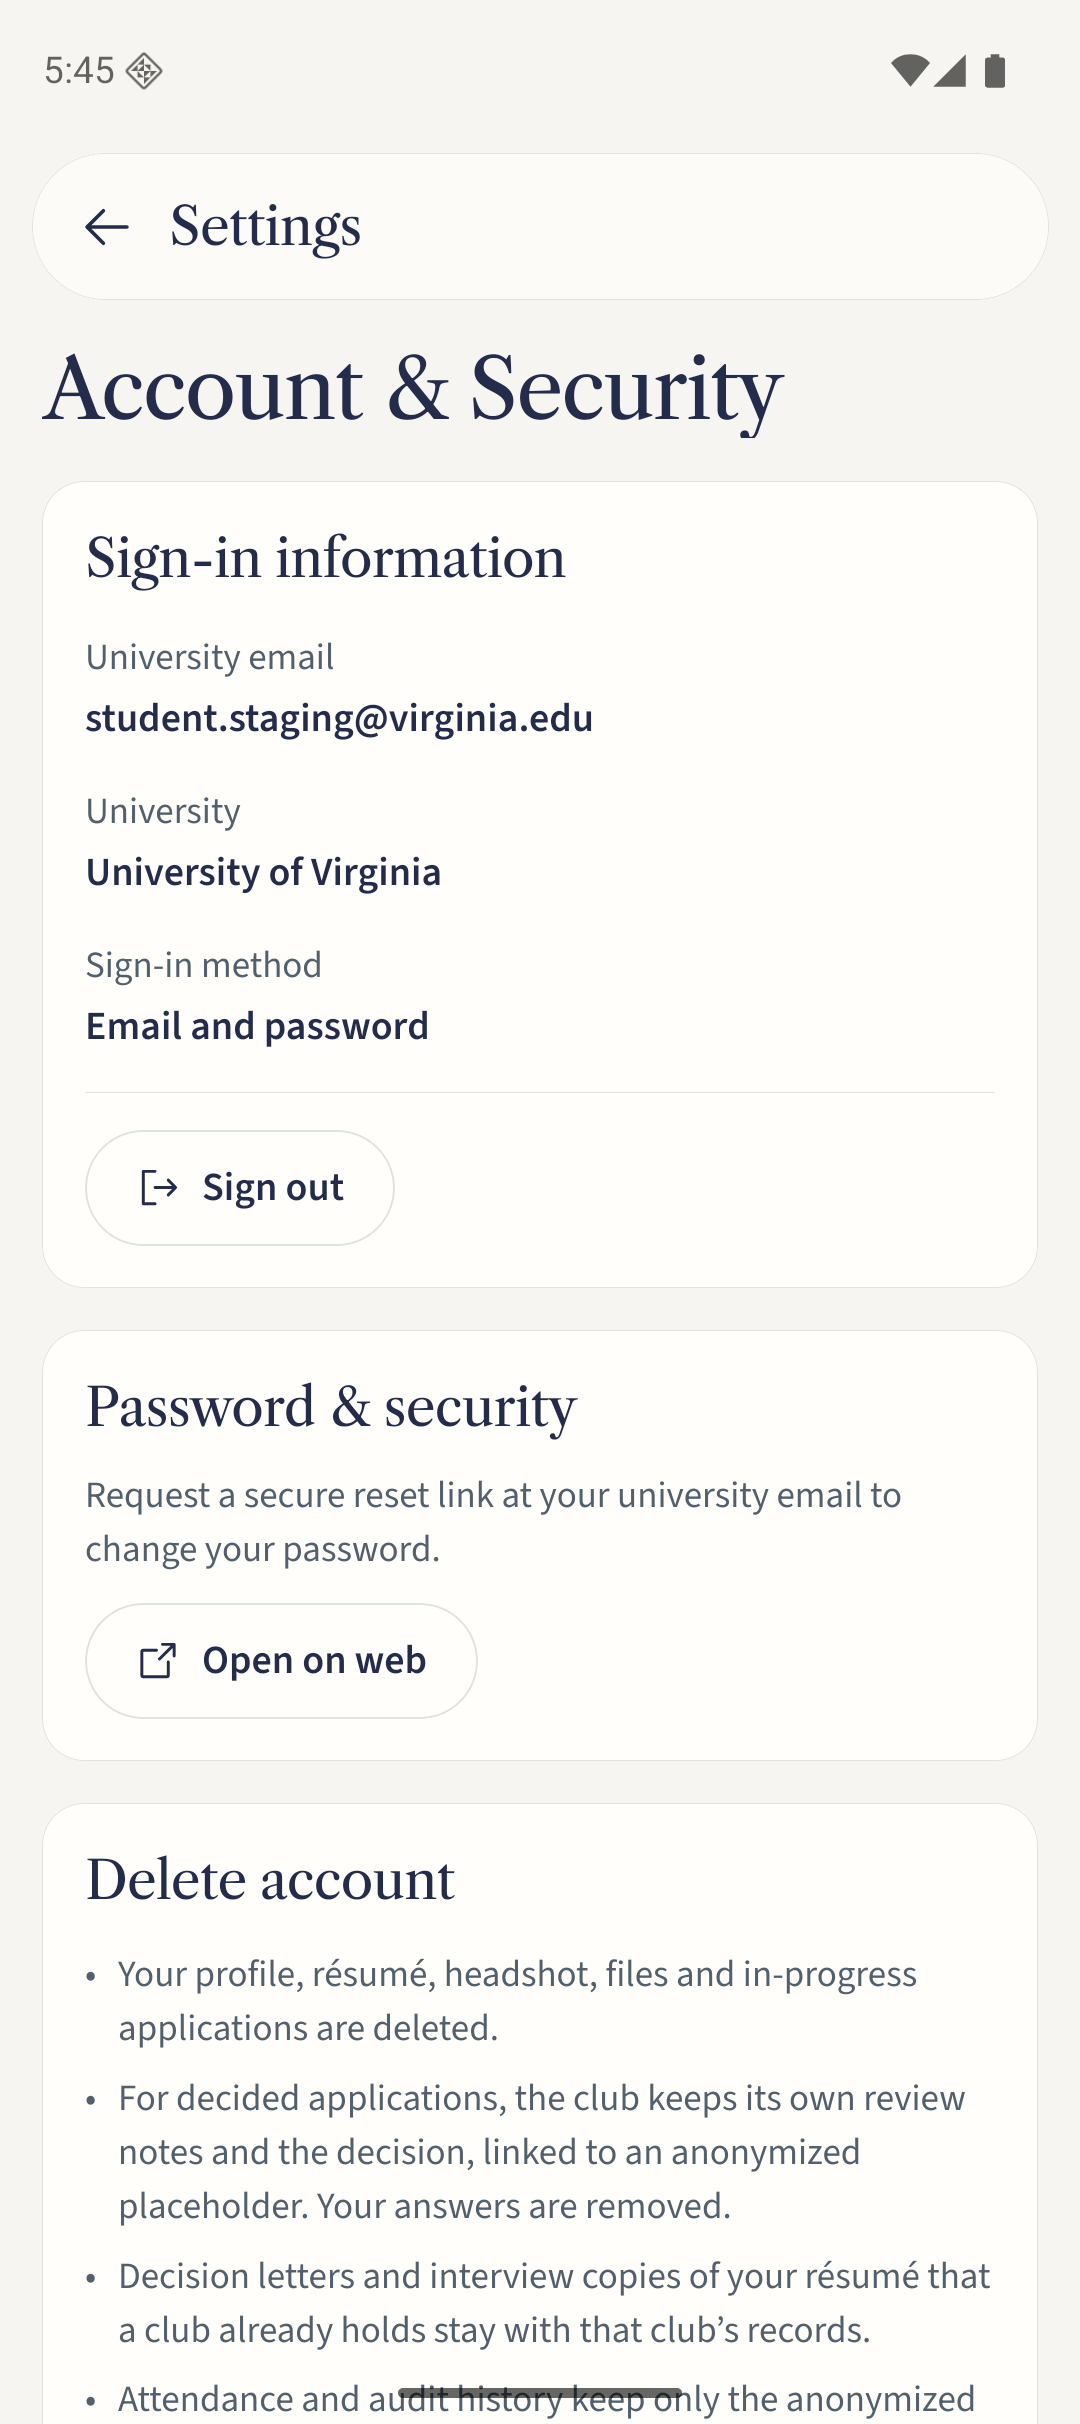 5:45
Settings
Account & Security
Sign-in information
University email
student.staging@virginia.edu
University
University of Virginia
Sign-in method
Email and password
Sign out
Password & security
Request a secure reset link at your university email to
change your password.
Open on web
Delete account
• Your profile, résumé, headshot, files and in-progress
applications are deleted.
• For decided applications, the club keeps its own review
notes and the decision, linked to an anonymized
placeholder. Your answers are removed.
• Decision letters and interview copies of your résumé that
a club already holds stay with that club’s records.
• Attendance and audit history keep only the anonymized